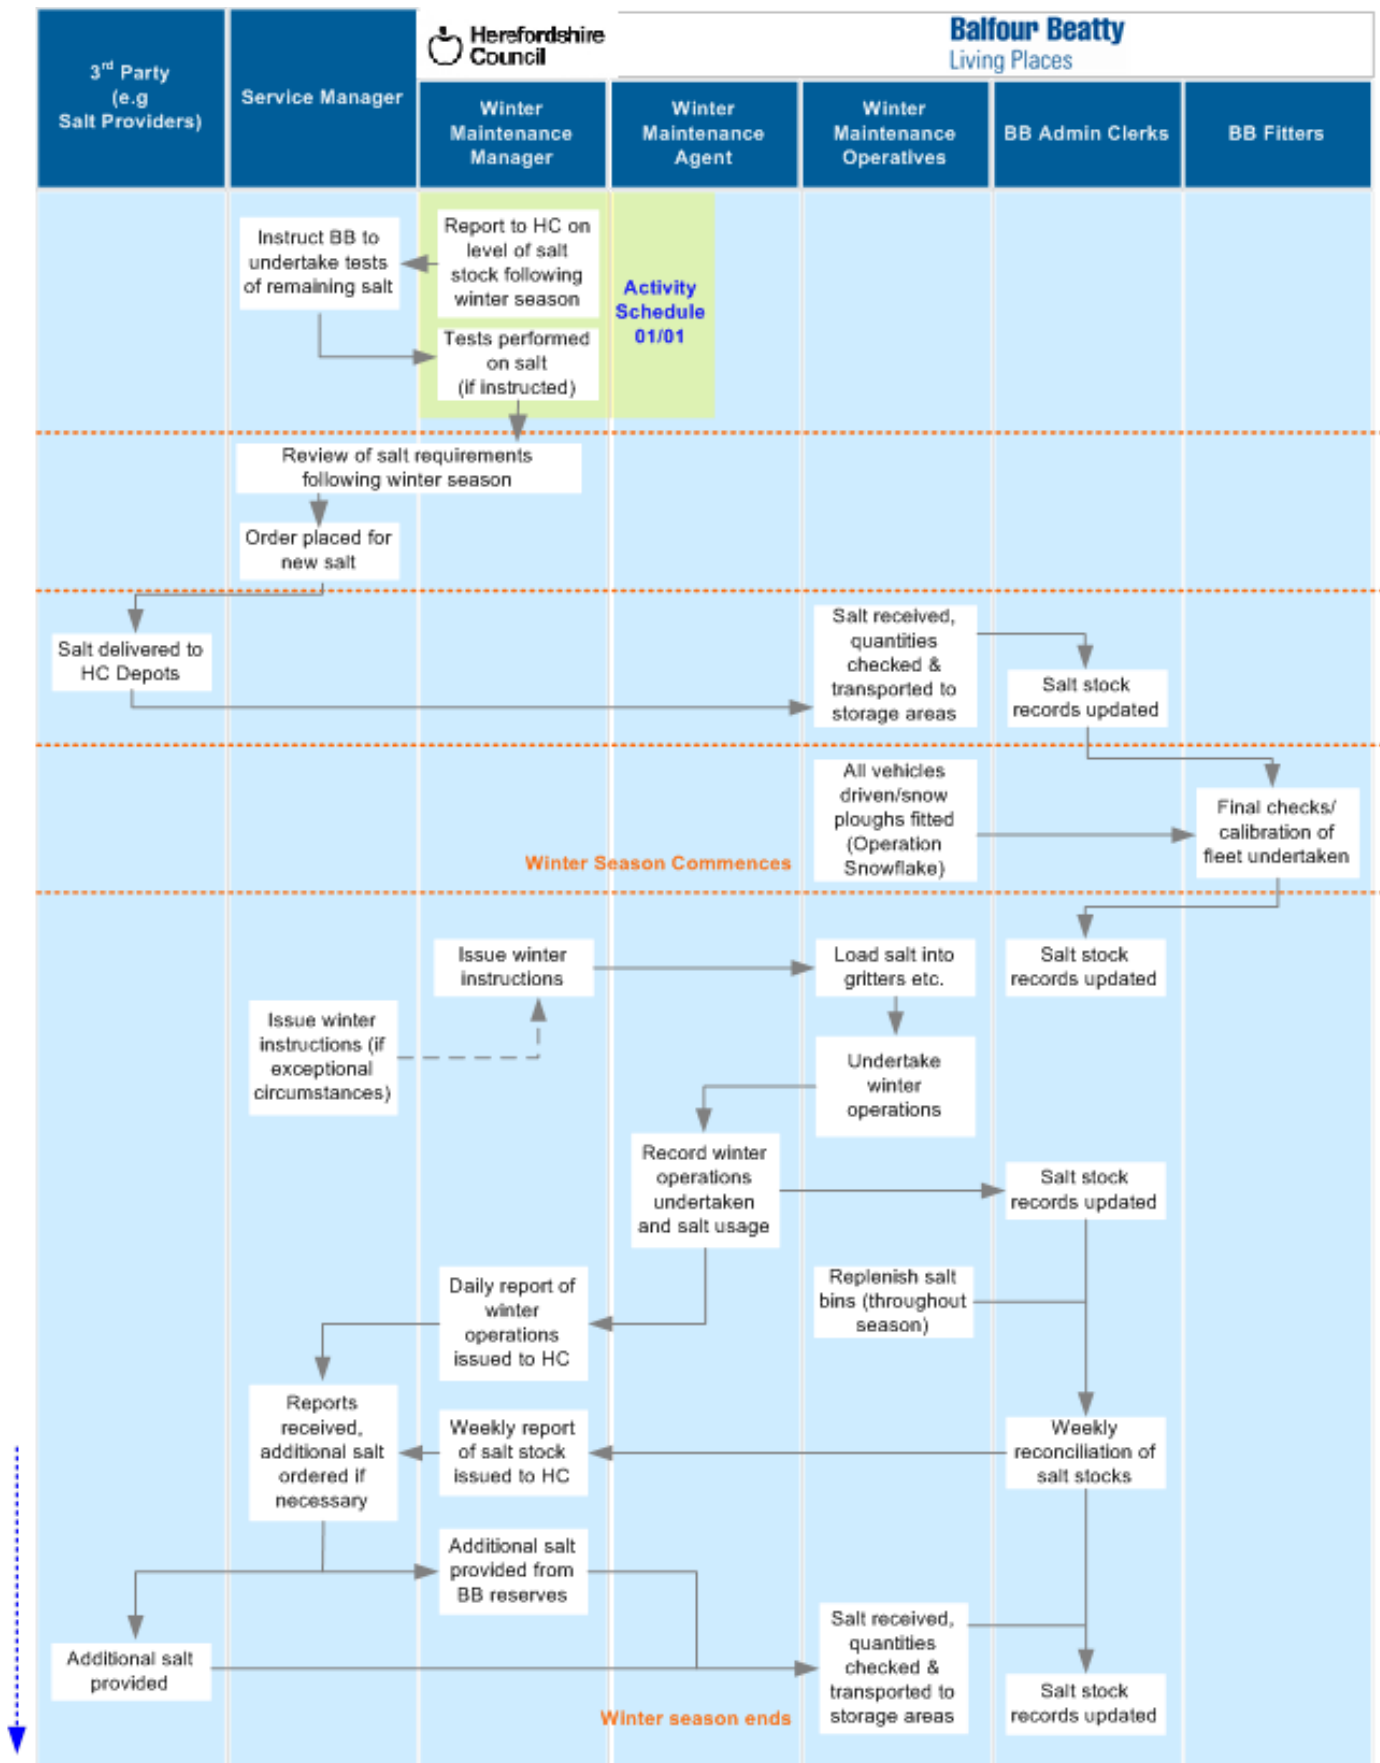 Herefordshire
Council
Balfour Beatty
Living Places
3rd Party
(e.g
Salt Providers)
Service Manager
Winter
Maintenance
Manager
Winter
Maintenance
Agent
Winter
Maintenance
Operatives
BB Admin Clerks
BB Fitters
Instruct BB to
undertake tests
of remaining salt
Report to HC on
level of salt
stock following
winter season
Activity
Schedule
01/01
Tests performed
on salt
(if instructed)
Review of salt requirements
following winter season
Order placed for
new salt
Salt delivered to
HC Depots
Salt received,
quantities
checked &
transported to
storage areas
Salt stock
records updated
All vehicles
driven/snow
ploughs fitted
(Operation
Snowflake)
Final checks/
calibration of
fleet undertaken
Winter Season Commences
Issue winter
instructions
Load salt into
gritters etc.
Salt stock
records updated
Issue winter
instructions (if
exceptional
circumstances)
Undertake
winter
operations
Record winter
operations
undertaken
and salt usage
Salt stock
records updated
Daily report of
winter
operations
issued to HC
Replenish salt
bins (throughout
season)
Reports
received,
additional salt
ordered if
necessary
Weekly report
of salt stock
issued to HC
Weekly
reconciliation of
salt stocks
Additional salt
provided from
BB reserves
Additional salt
provided
Salt received,
quantities
checked &
transported to
storage areas
Salt stock
records updated
Winter season ends